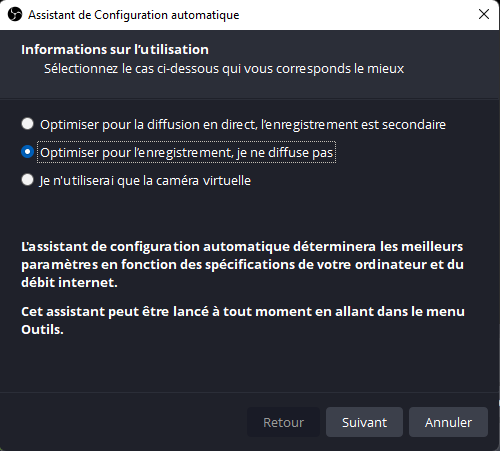 Assistant de Configuration automatique
Informations sur l'utilisation
Sélectionnez le cas ci-dessous qui vous corresponds le mieux
Optimiser pour la diffusion en direct, l'enregistrement est secondaire
Optimiser pour l'enregistrement, je ne diffuse pas
Je n'utiliserai que la caméra virtuelle
L'assistant de configuration automatique déterminera les meilleurs
paramètres en fonction des spécifications de votre ordinateur et du
débit internet.
Cet assistant peut être lancé à tout moment en allant dans le menu
Outils.
Retour
Suivant
Annuler